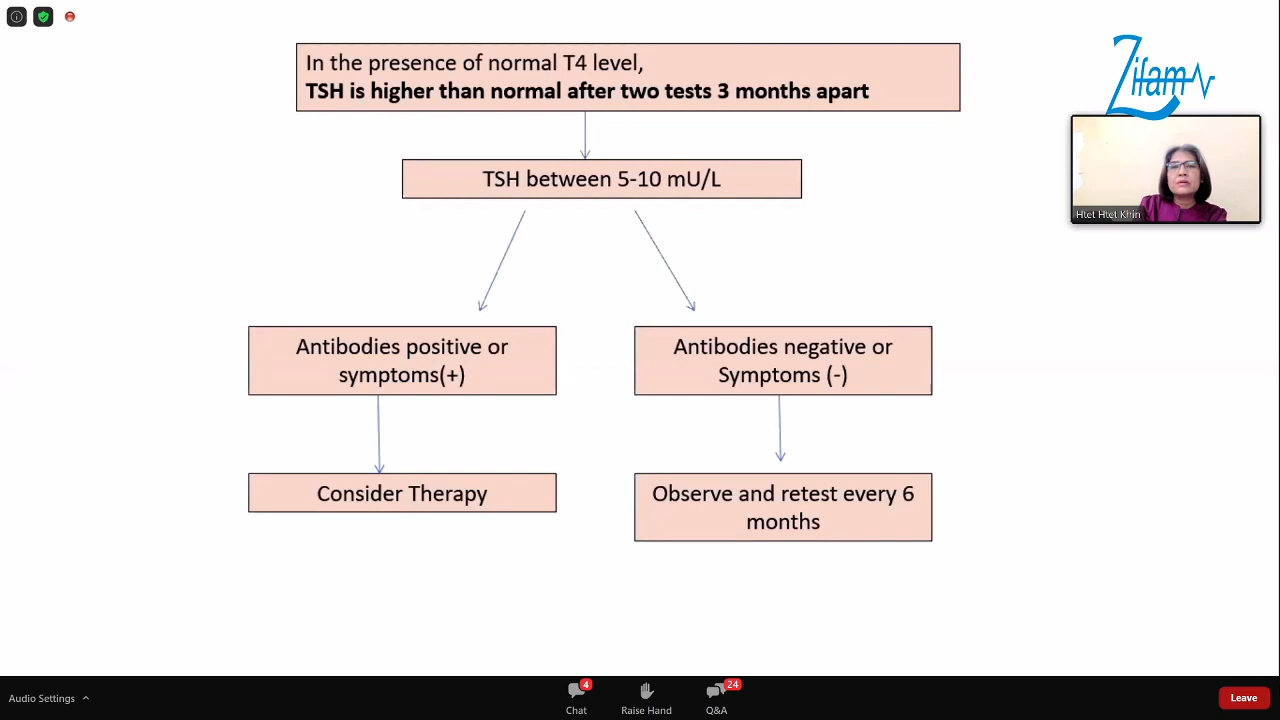 In the presence of normal T4 level,
TSH is higher than normal after two tests 3 months apart
TSH between 5-10 mU/L
Antibodies positive or
symptoms(+)
Antibodies negative or
Symptoms (-)
Consider Therapy
Observe and retest every 6
months
Zifam
Htet Htet Khin
Audio Settings
4
Chat
Raise Hand
24
Q&A
Leave